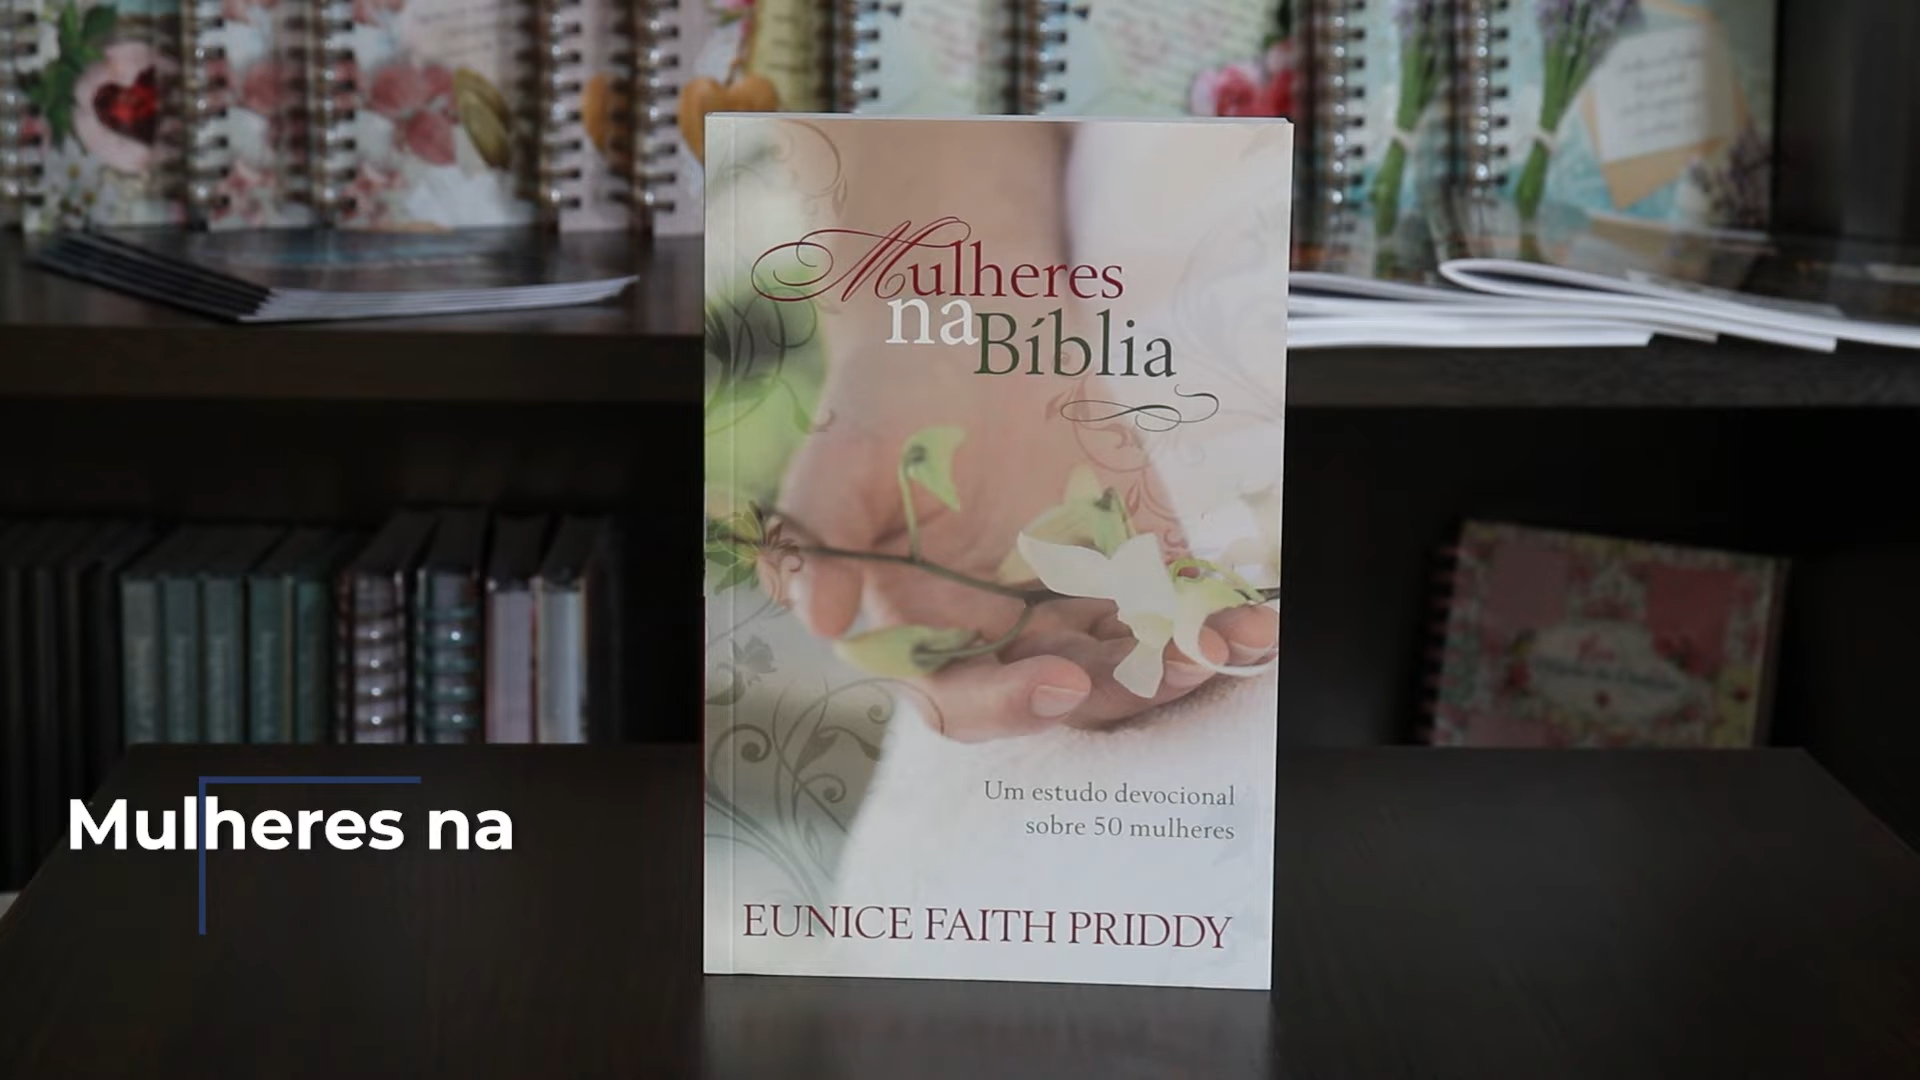 Mulheres
na
Bíblia
Um estudo devocional
sobre 50 mulheres
EUNICE FAITH PRIDDY
Mulheres na